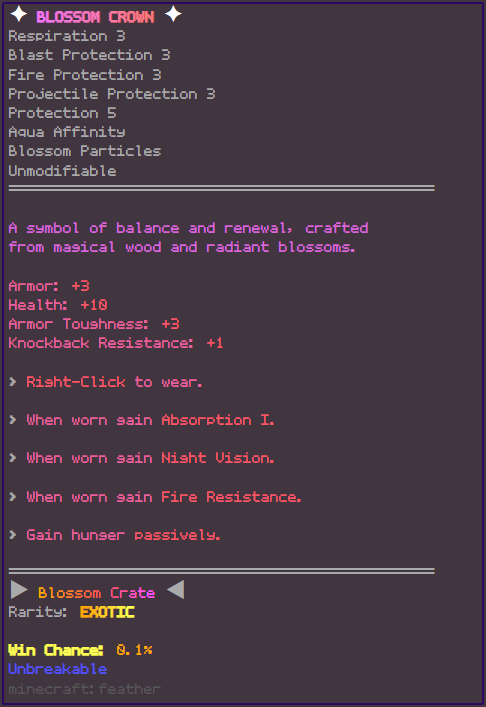 ✦ BLOSSOM CROWN ✦
Respiration 3
Blast Protection 3
Fire Protection 3
Projectile Protection 3
Protection 5
Aqua Affinity
Blossom Particles
Unmodifiable
A symbol of balance and renewal, crafted
from magical wood and radiant blossoms.
Armor: +3
Health: +10
Armor Toughness: +3
Knockback Resistance: +1
> Right-Click to wear.
> When worn gain Absorption I.
> When worn gain Night Vision.
> When worn gain Fire Resistance.
> Gain hunger passively.
▶ Blossom Crate ◀
Rarity: EXOTIC
Win Chance: 0.1%
Unbreakable
minecraft:feather